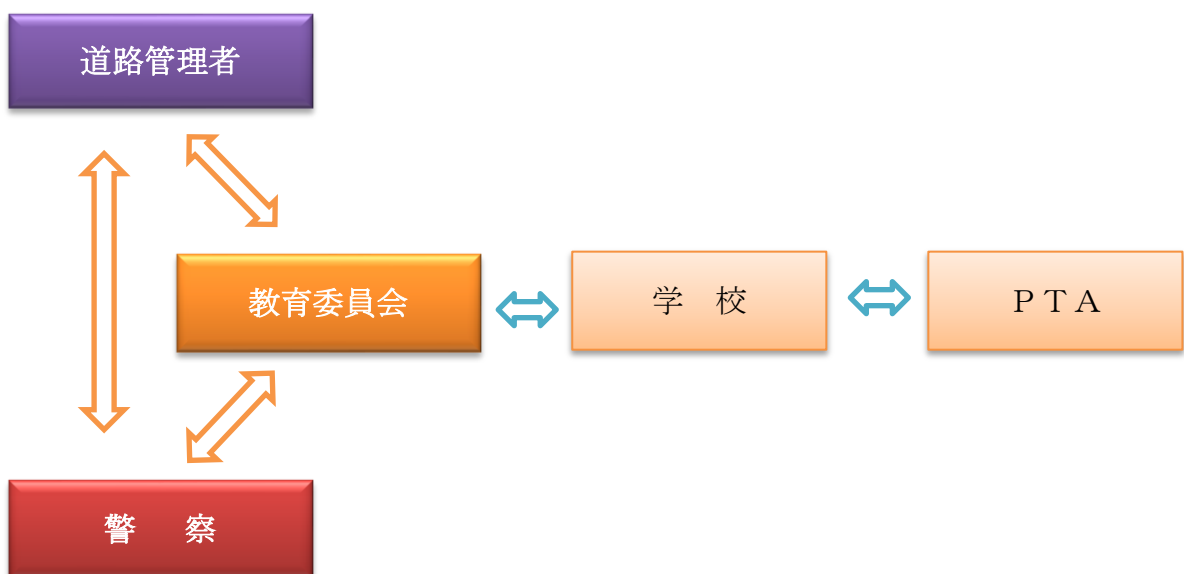 道路管理者
教育委員会
学　校
ＰＴＡ
警　察